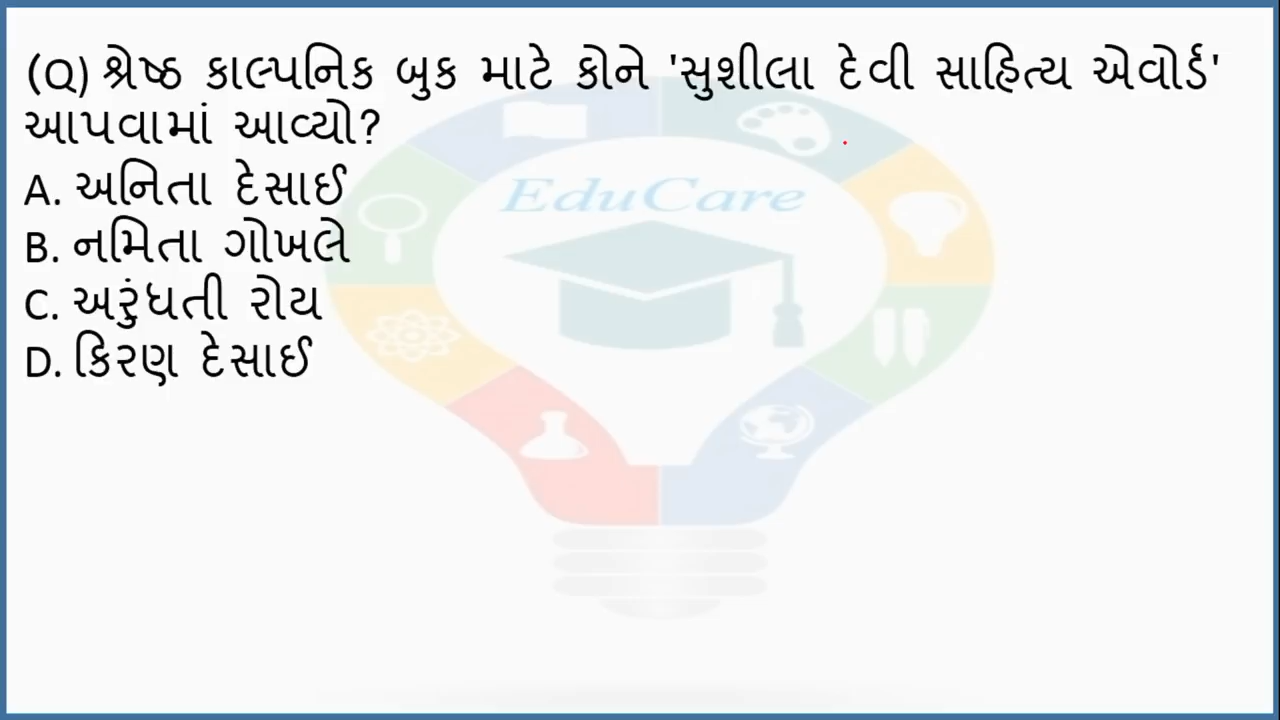 (Q) શ્રેષ્ઠ કાલ્પનિક બુક માટે કોને 'સુશીલા દેવી સાહિત્ય એવોર્ડ'
આપવામાં આવ્યો?
A. અનિતા દેસાઈ
B. નમિતા ગોખલે
C. અરુંધતી રોય
D. કિરણ દેસાઈ
EduCare